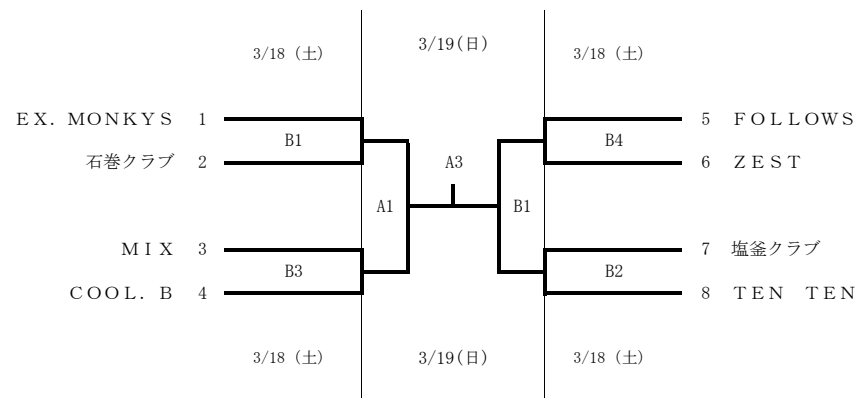 3/18 (土) 3/19(日) 3/18 (土)
ＥＸ．ＭＯＮＫＹＳ 1 5 ＦＯＬＬＯＷＳ
B1 B4
石巻クラブ 2 A3 6 ＺＥＳＴ
A1 B1
ＭＩＸ 3 7 塩釜クラブ
B3 B2
ＣＯＯＬ．Ｂ 4 8 ＴＥＮ　ＴＥＮ
3/18 (土) 3/19(日) 3/18 (土)